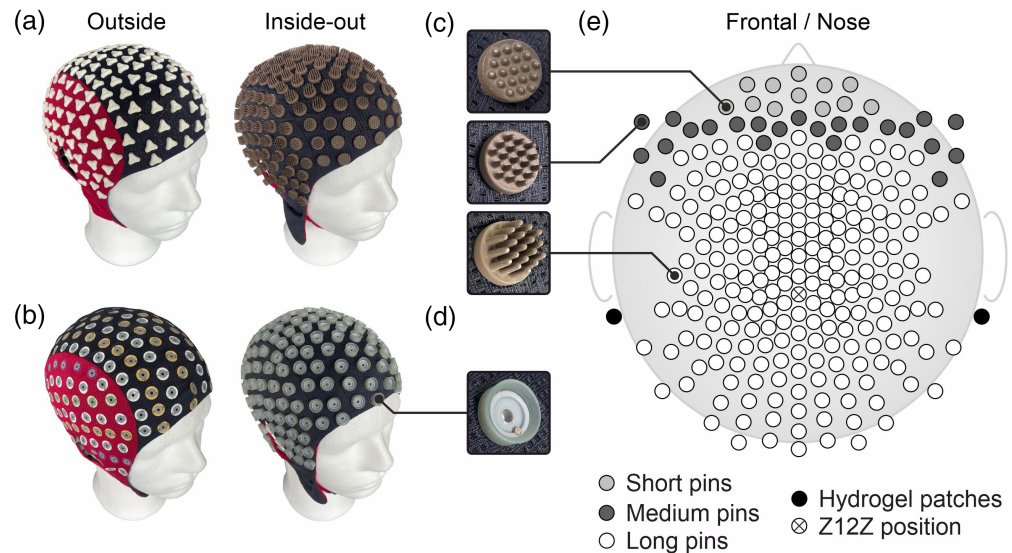 (a)
Outside
Inside-out
(c)
(e)
Frontal / Nose
(b)
(d)
Short pins
Medium pins
Long pins
Hydrogel patches
Z12Z position